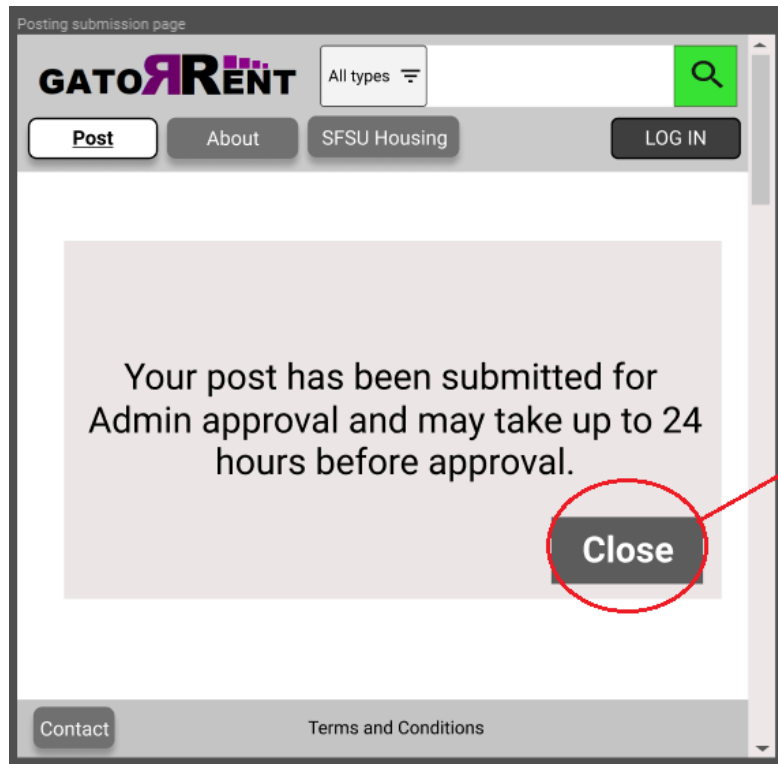 Posting submission page
GATOЯRENT
All types
Post
About
SFSU Housing
LOG IN
Your post has been submitted for
Admin approval and may take up to 24
hours before approval.
Close
Contact
Terms and Conditions